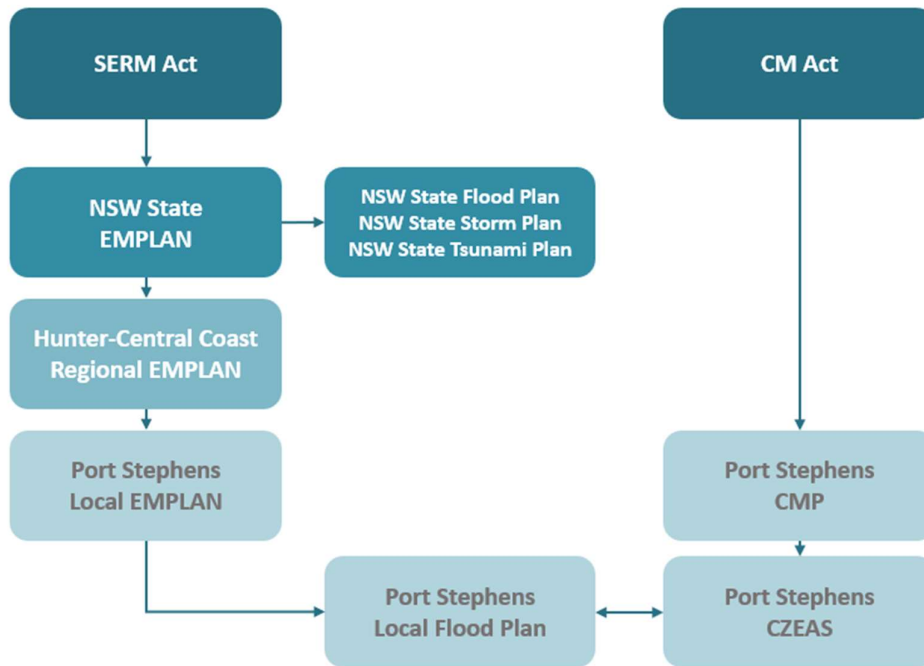 SERM Act
CM Act
NSW State
EMPLAN
NSW State Flood Plan
NSW State Storm Plan
NSW State Tsunami Plan
Hunter-Central Coast
Regional EMPLAN
Port Stephens
Local EMPLAN
Port Stephens
CMP
Port Stephens
Local Flood Plan
Port Stephens
CZEAS